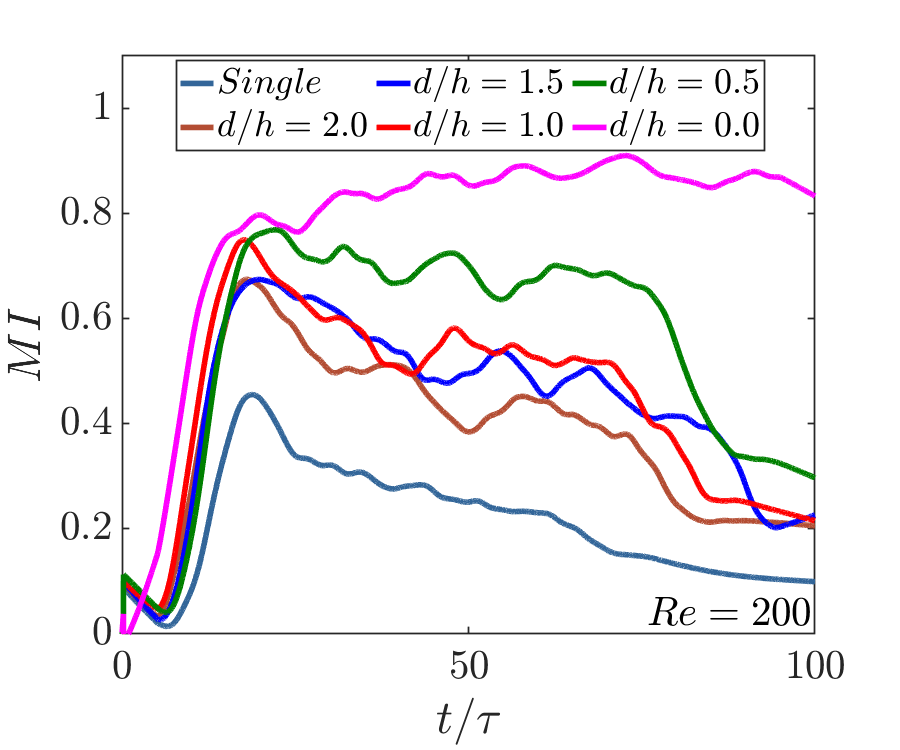 Single d/h = 1.5 d/h = 0.5
d/h = 2.0 d/h = 1.0 d/h = 0.0
1
0.8
0.6
0.4
0.2
0
MI
Re = 200
0 50 100
t/τ